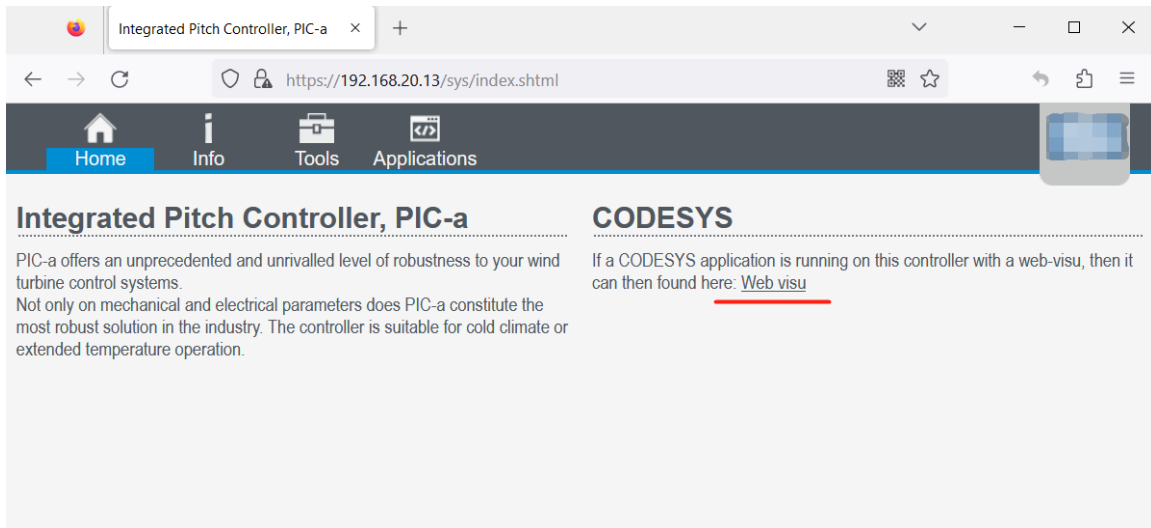 Integrated Pitch Controller, PIC-a
https://192.168.20.13/sys/index.shtml
Home
Info
Tools
Applications
Integrated Pitch Controller, PIC-a
PIC-a offers an unprecedented and unrivalled level of robustness to your wind
turbine control systems.
Not only on mechanical and electrical parameters does PIC-a constitute the
most robust solution in the industry. The controller is suitable for cold climate or
extended temperature operation.
CODESYS
If a CODESYS application is running on this controller with a web-visu, then it
can then found here: Web visu